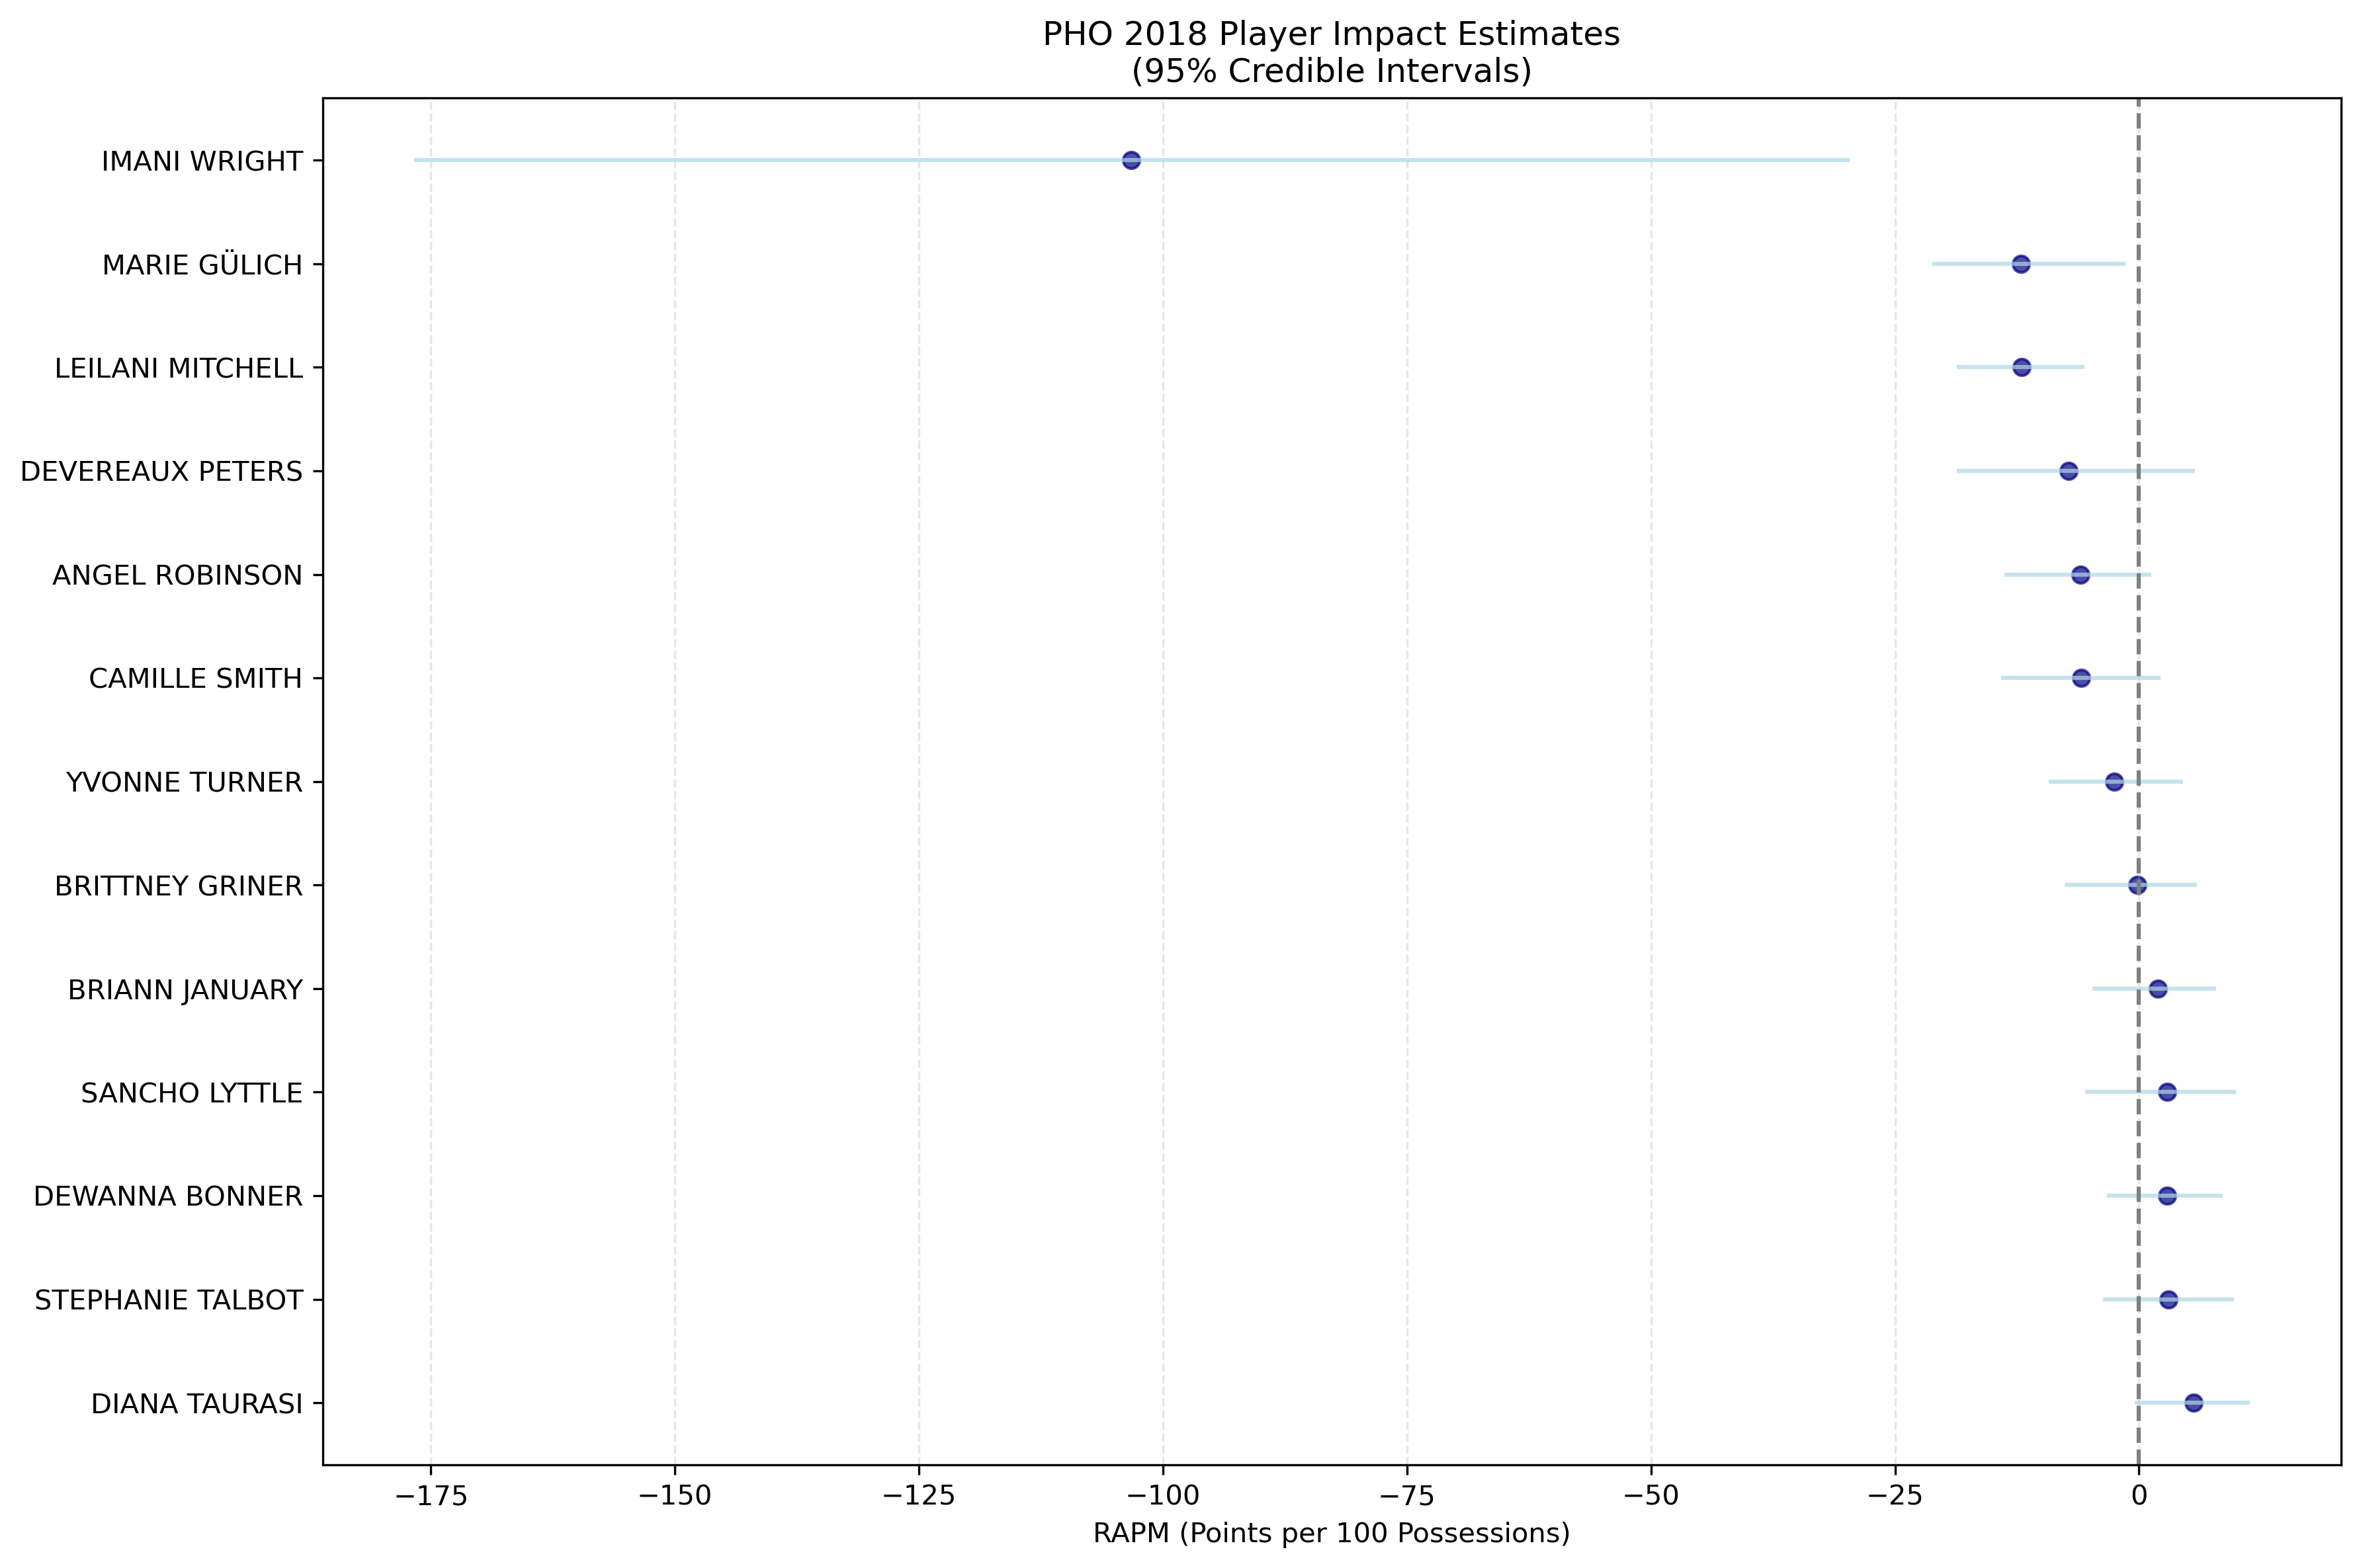 PHO 2018 Player Impact Estimates
(95% Credible Intervals)
IMANI WRIGHT
MARIE GÜLICH
LEILANI MITCHELL
DEVEREAUX PETERS
ANGEL ROBINSON
CAMILLE SMITH
YVONNE TURNER
BRITTNEY GRINER
BRIANN JANUARY
SANCHO LYTTLE
DEWANNA BONNER
STEPHANIE TALBOT
DIANA TAURASI
−175 −150 −125 −100 −75 −50 −25 0
RAPM (Points per 100 Possessions)